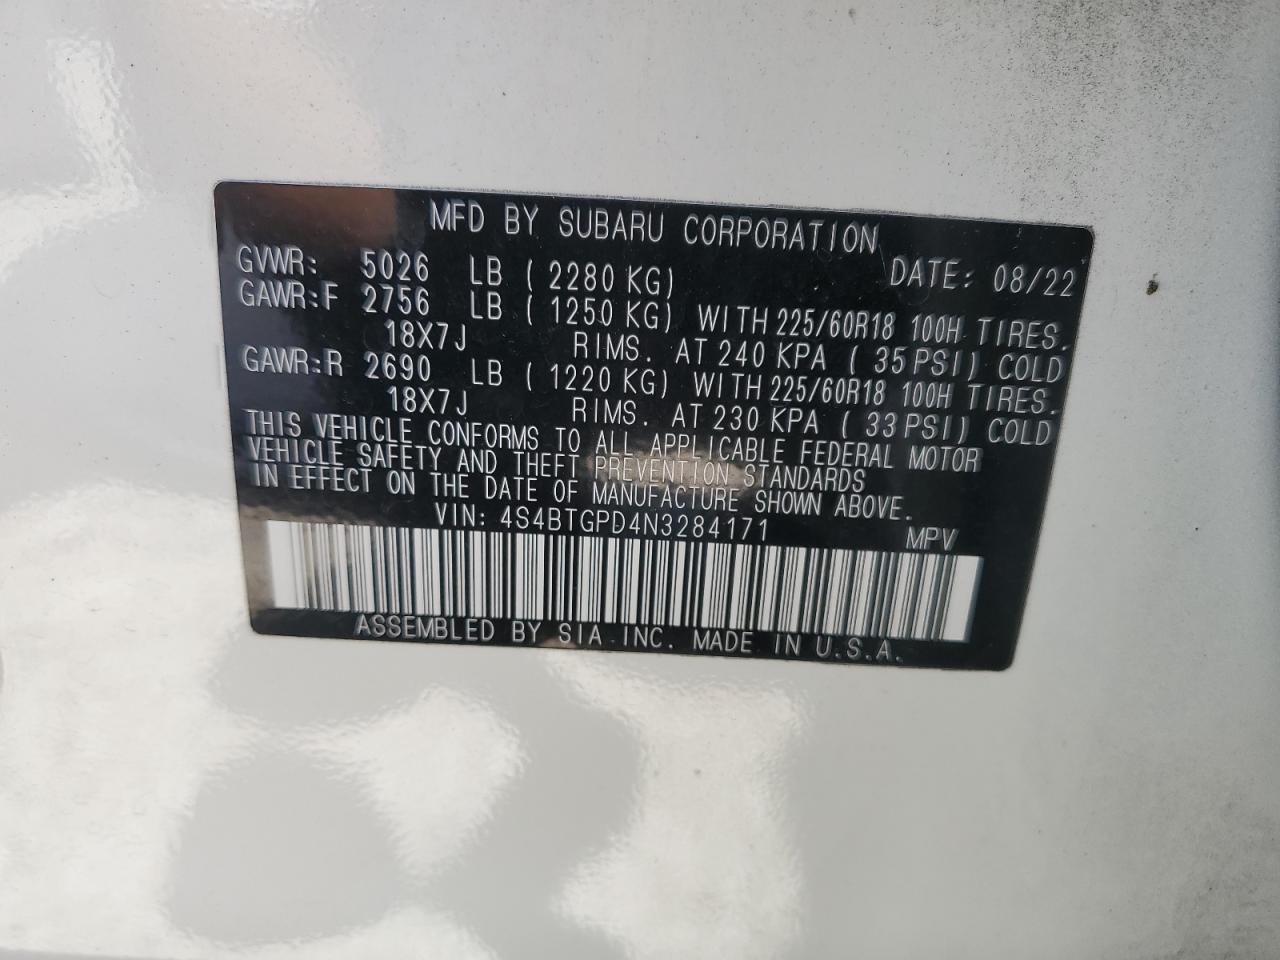 MFD BY SUBARU CORPORATION
GVWR: 5026 LB ( 2280 KG) DATE: 08/22
GAWR:F 2756 LB ( 1250 KG) WITH 225/60R18 100H TIRES.
18X7J RIMS. AT 240 KPA ( 35 PSI) COLD
GAWR:R 2690 LB ( 1220 KG) WITH 225/60R18 100H TIRES.
18X7J RIMS. AT 230 KPA ( 33 PSI) COLD
THIS VEHICLE CONFORMS TO ALL APPLICABLE FEDERAL MOTOR
VEHICLE SAFETY AND THEFT PREVENTION STANDARDS
IN EFFECT ON THE DATE OF MANUFACTURE SHOWN ABOVE.
VIN: 4S4BTGPD4N3284171 MPV
ASSEMBLED BY SIA INC. MADE IN U.S.A.